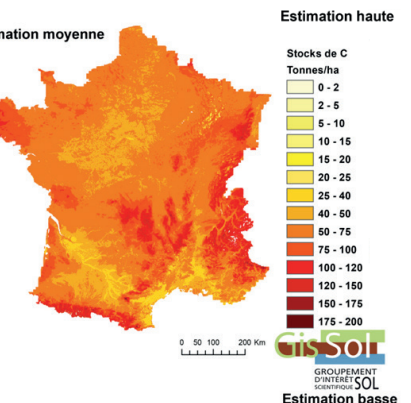 Estimation haute
mation moyenne
Stocks de C
Tonnes/ha
0 - 2
2 - 5
5 - 10
10 - 15
15 - 20
20 - 25
25 - 40
40 - 50
50 - 75
75 - 100
100 - 120
120 - 150
150 - 175
175 - 200
0 50 100 200 Km
GisSol
GROUPEMENT
D'INTÉRÊT
SCIENTIFIQUE SOL
Estimation basse